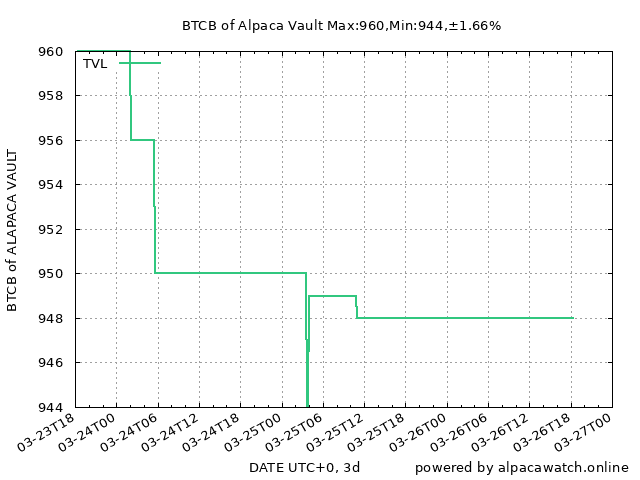 BTCB of Alpaca Vault Max:960,Min:944,±1.66%
TVL
960
958
956
954
952
950
948
946
944
BTCB of ALAPACA VAULT
03-23T18
03-24T00
03-24T06
03-24T12
03-24T18
03-25T00
03-25T06
03-25T12
03-25T18
03-26T00
03-26T06
03-26T12
03-26T18
03-27T00
DATE UTC+0, 3d
powered by alpacawatch.online